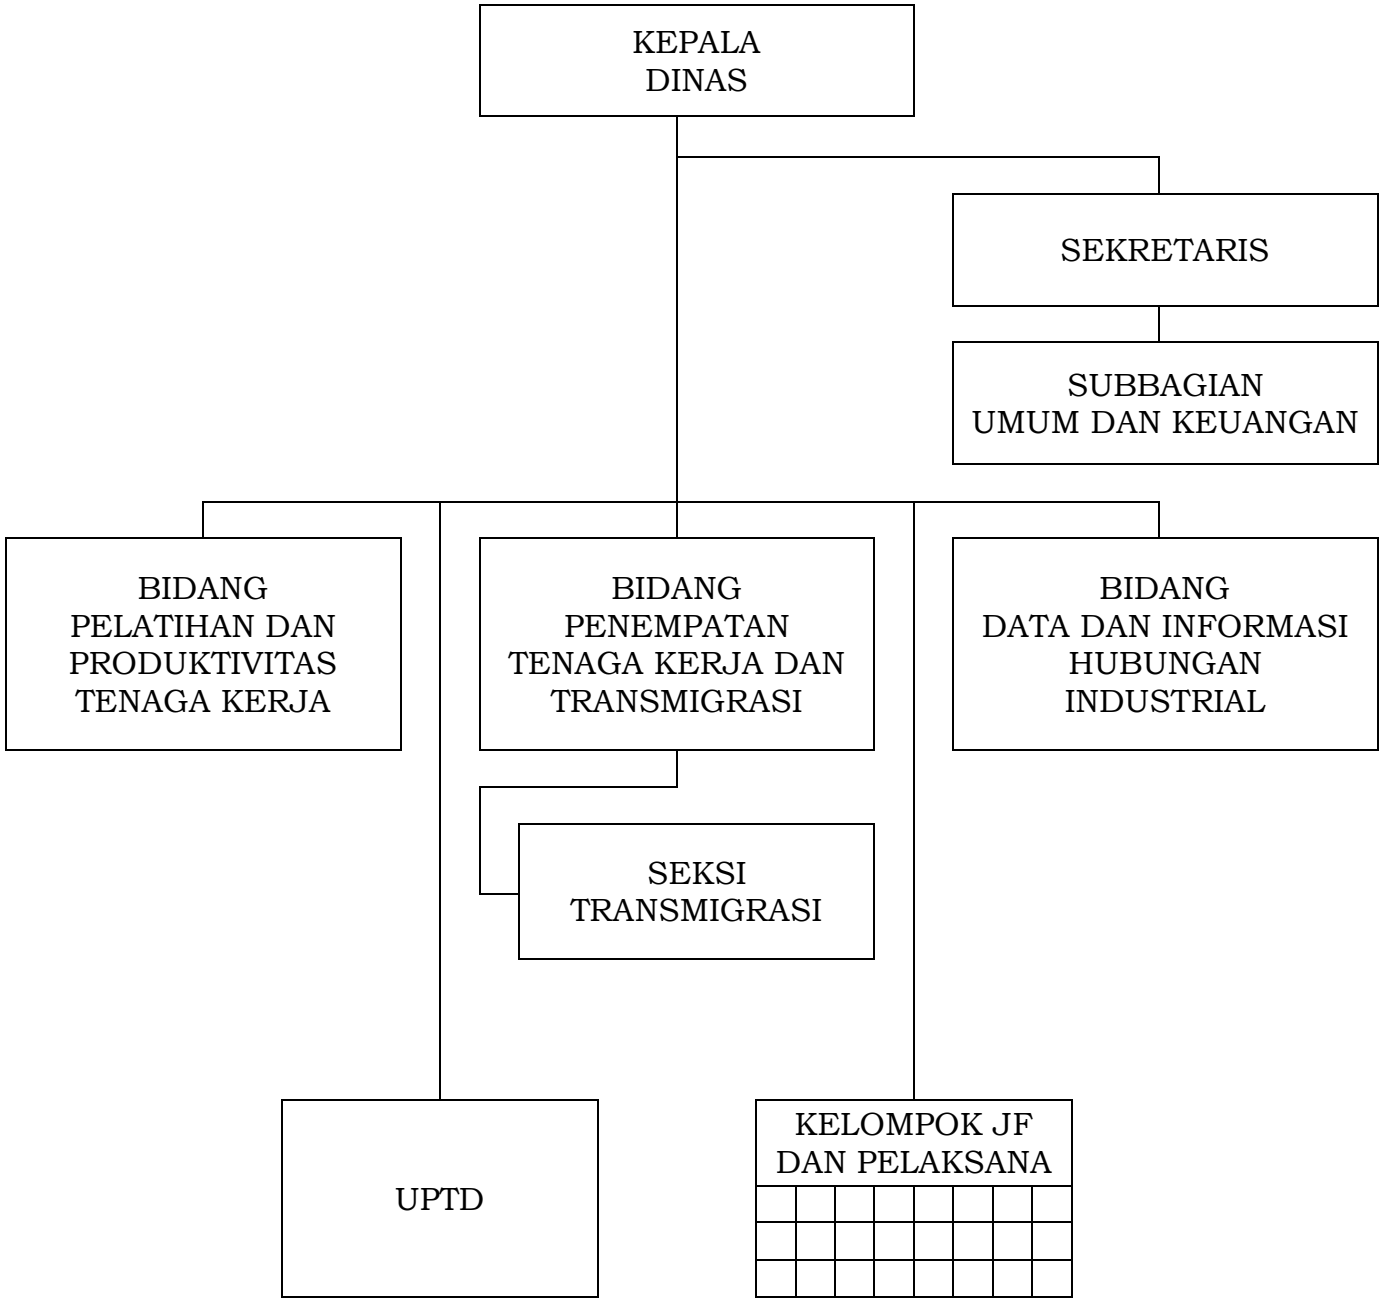 KEPALA
DINAS
SEKRETARIS
SUBBAGIAN
UMUM DAN KEUANGAN
BIDANG
PELATIHAN DAN
PRODUKTIVITAS
TENAGA KERJA
BIDANG
PENEMPATAN
TENAGA KERJA DAN
TRANSMIGRASI
BIDANG
DATA DAN INFORMASI
HUBUNGAN
INDUSTRIAL
SEKSI
TRANSMIGRASI
UPTD
KELOMPOK JF
DAN PELAKSANA